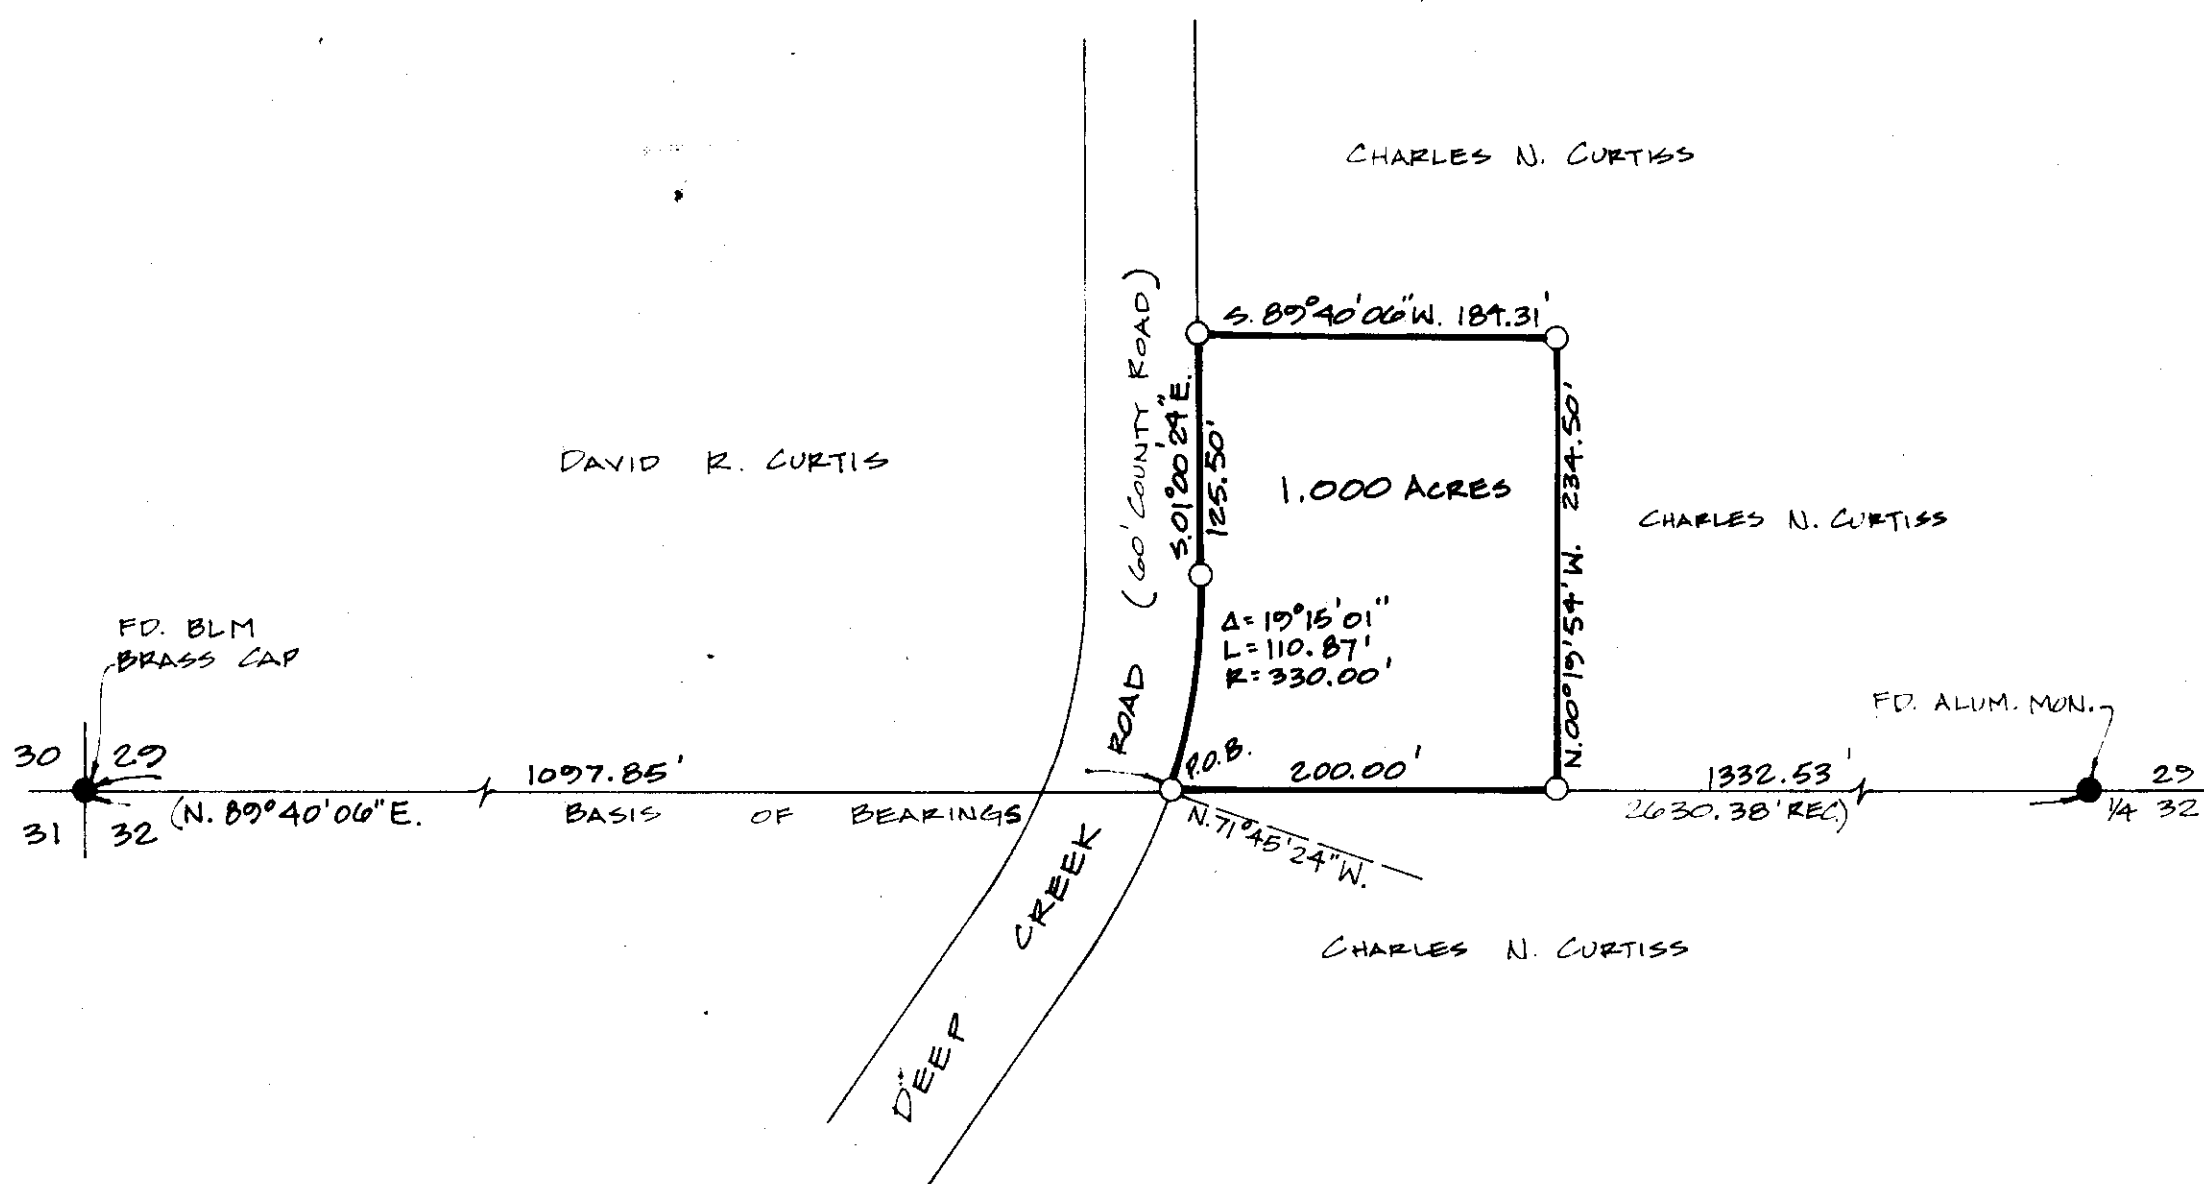 CHARLES N. CURTISS
S. 89°40'06"W. 184.31'
DAVID R. CURTIS
S.01°00'24"E.
125.50'
1.000 ACRES
N.00°19'54"W. 234.50'
CHARLES N. CURTISS
Δ=19°15'01"
L=110.87'
R=330.00'
FD. BLM
BRASS CAP
FD. ALUM. MON.
30 29
31 32
1097.85'
P.O.B.
200.00'
1332.53'
29
(N. 89°40'06"E.
BASIS OF BEARINGS
2630.38' REC)
1/4 32
N.71°45'24"W.
CHARLES N. CURTISS
DEEP CREEK ROAD (60' COUNTY ROAD)